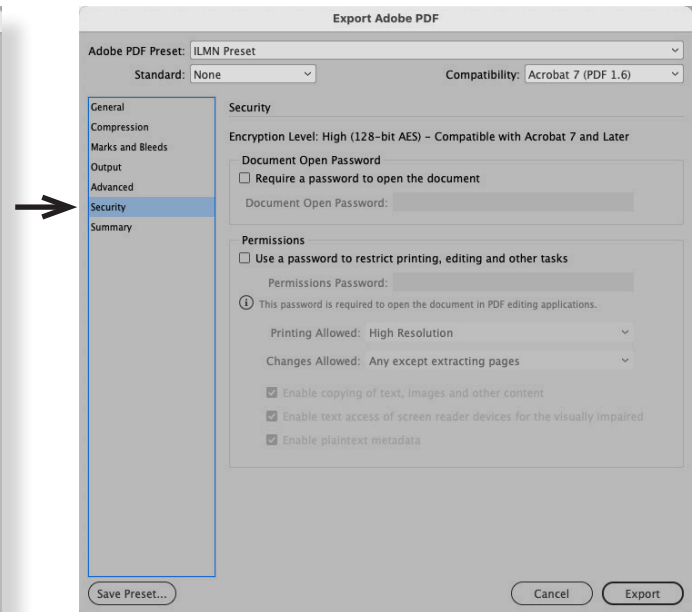 Export Adobe PDF
Adobe PDF Preset: ILMN Preset
Standard: None Compatibility: Acrobat 7 (PDF 1.6)
General
Compression
Marks and Bleeds
Output
Advanced
Security
Summary
Security
Encryption Level: High (128-bit AES) – Compatible with Acrobat 7 and Later
Document Open Password
Require a password to open the document
Document Open Password:
Permissions
Use a password to restrict printing, editing and other tasks
Permissions Password:
This password is required to open the document in PDF editing applications.
Printing Allowed: High Resolution
Changes Allowed: Any except extracting pages
Enable copying of text, images and other content
Enable text access of screen reader devices for the visually impaired
Enable plaintext metadata
Save Preset... Cancel Export